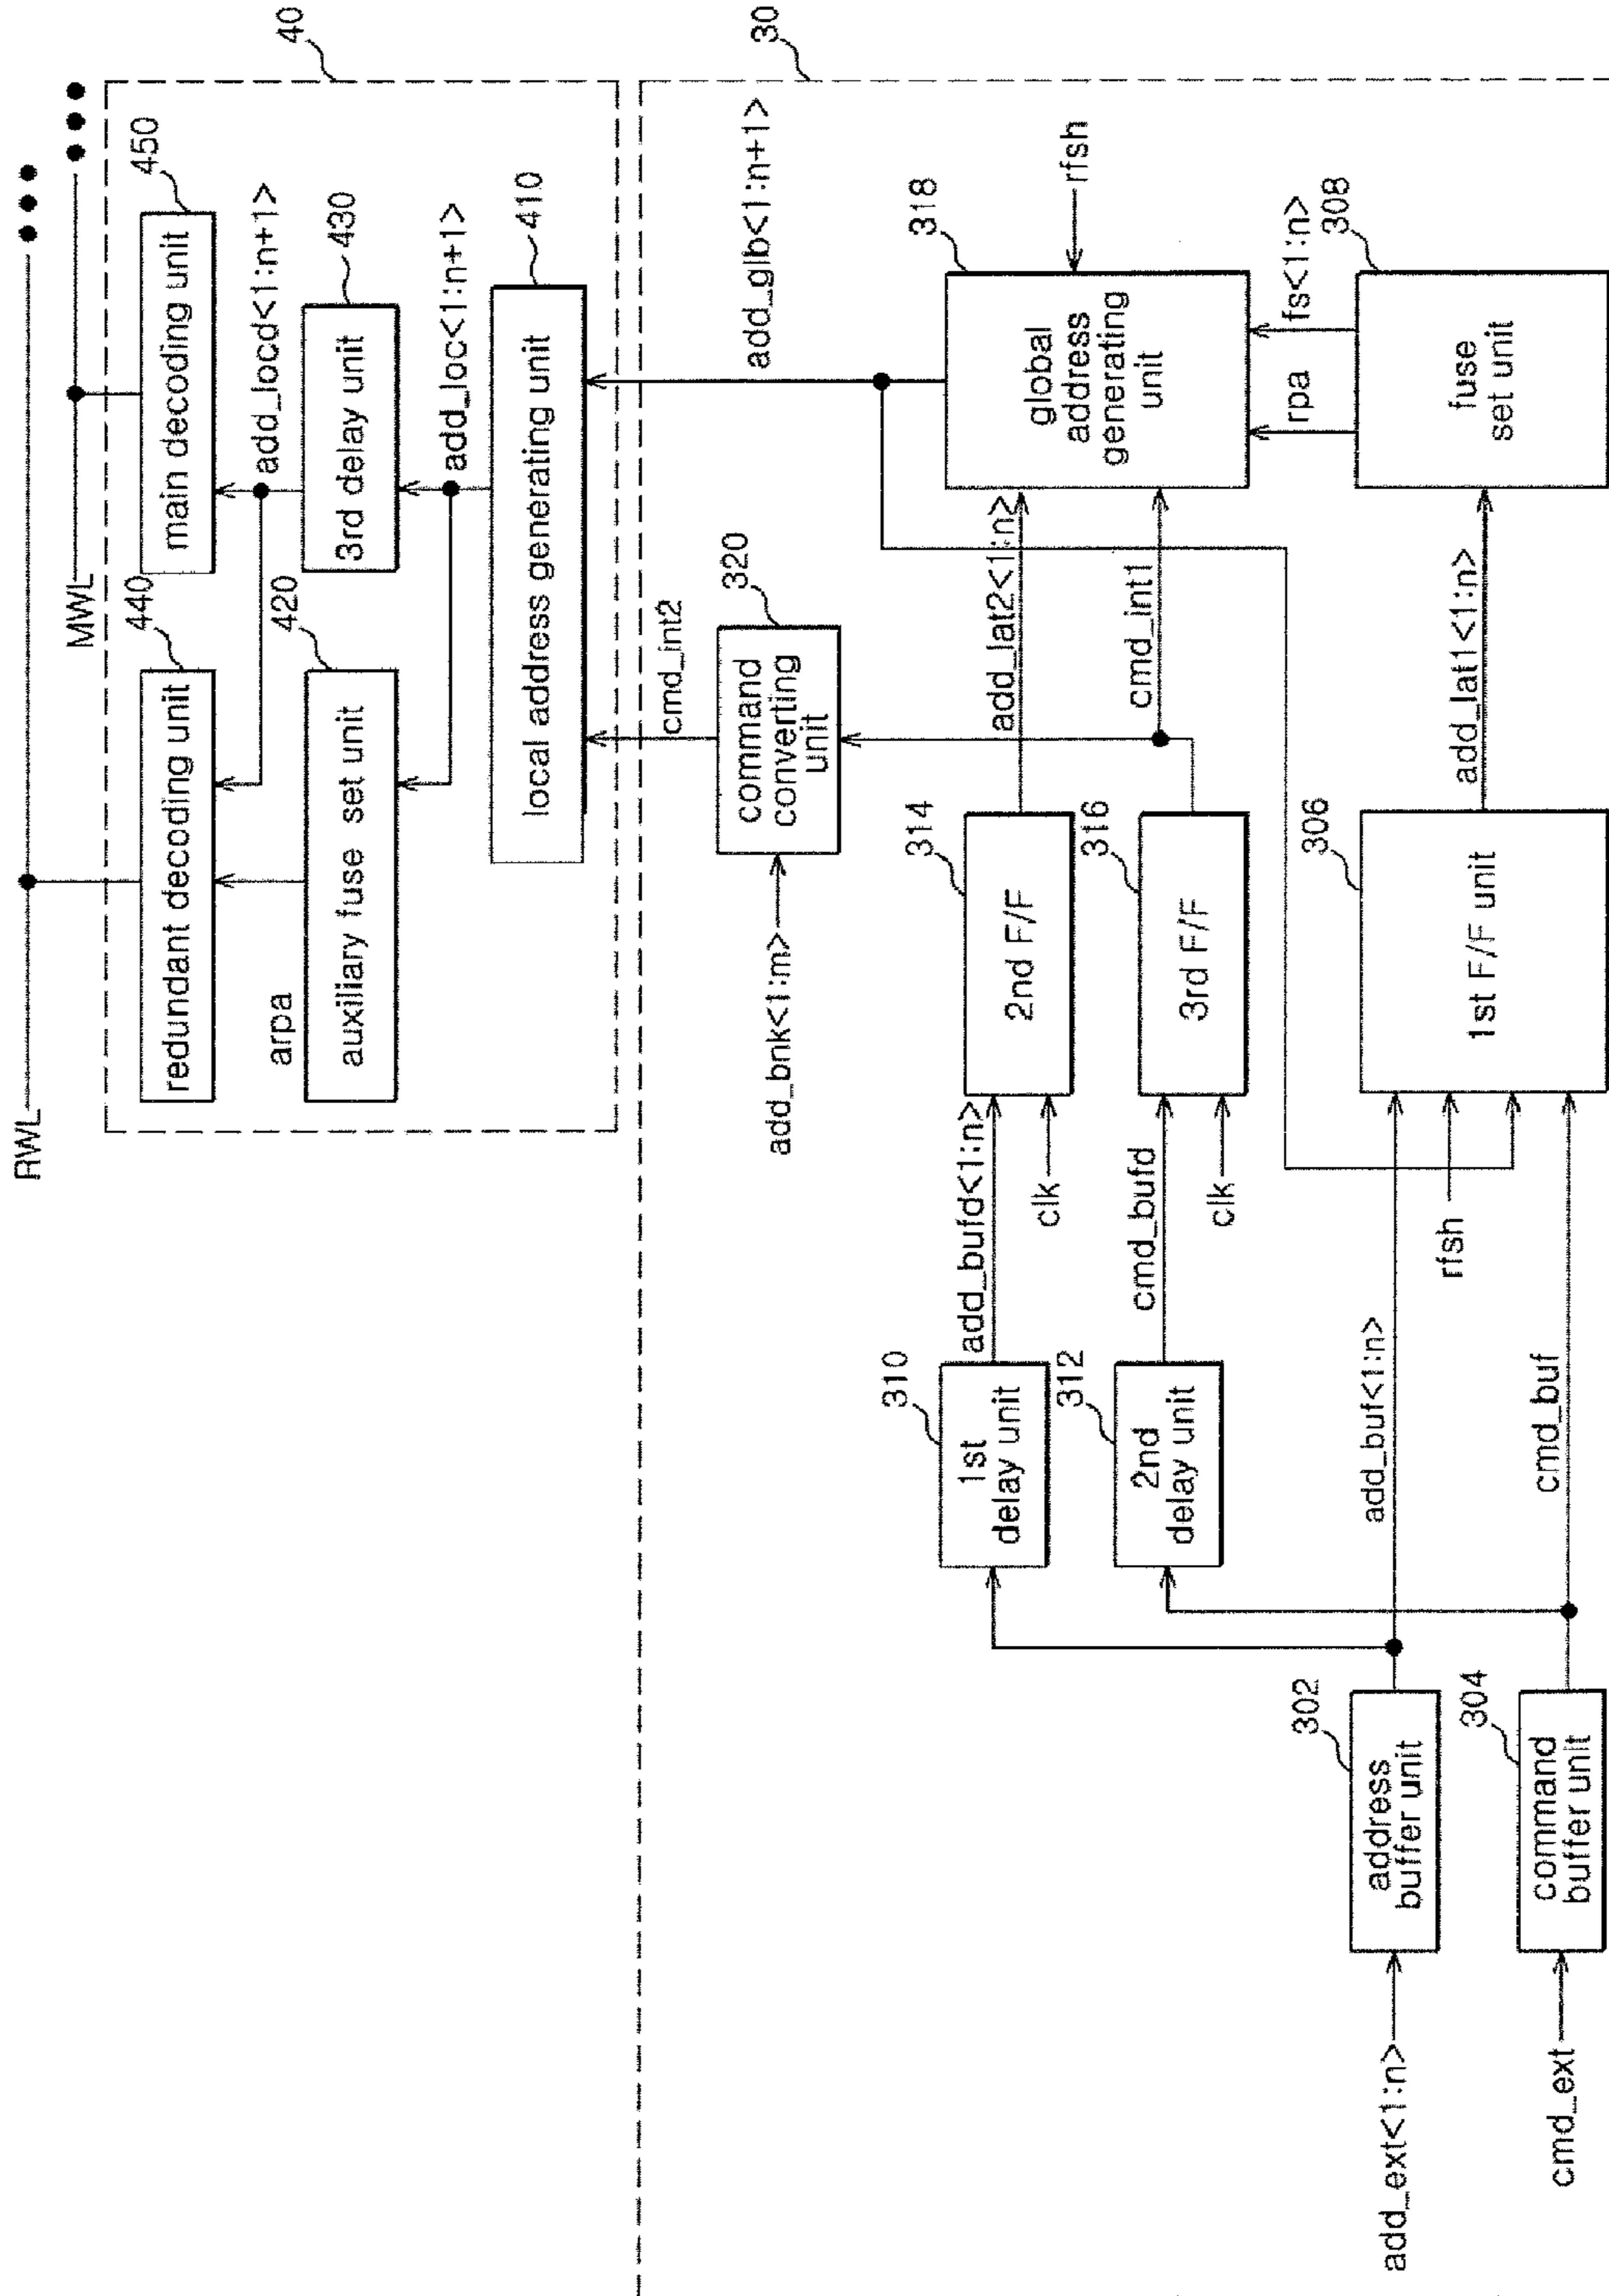 RWL
MWL
40
450
main decoding unit
add_locd<1:n+1>
430
3rd delay unit
add_loc<1:n+1>
410
local address generating unit
440
redundant decoding unit
420
arpa
auxiliary fuse set unit
30
add_glb<1:n+1>
cmd_int2
320
command
converting
unit
add_bnk<1:m>
318
global
address
generating
unit
rfsh
add_lat2<1:n>
cmd_int1
rpa
fs<1:n>
308
fuse
set unit
add_lat1<1:n>
314
2nd F/F
clk
add_bufd<1:n>
316
3rd F/F
clk
cmd_bufd
306
1st F/F unit
rfsh
310
1st
delay unit
312
2nd
delay unit
add_buf<1:n>
cmd_buf
302
address
buffer unit
304
command
buffer unit
add_ext<1:n>
cmd_ext